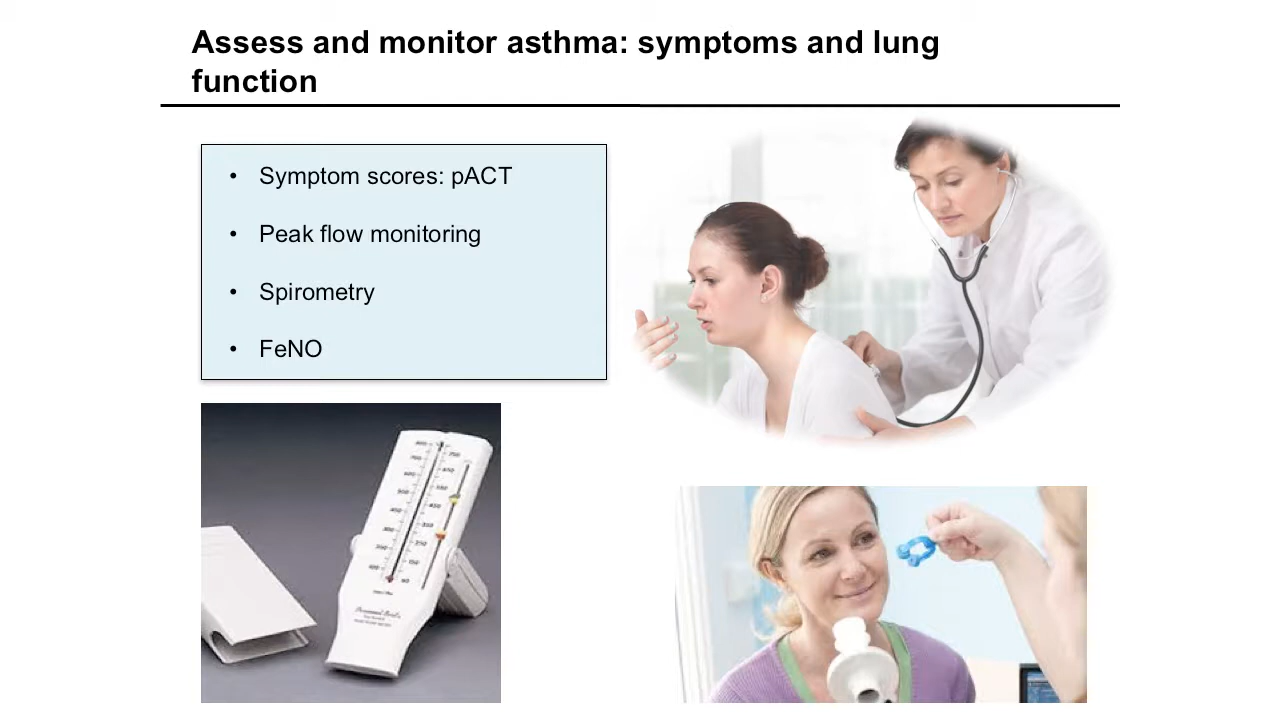 Assess and monitor asthma: symptoms and lung
function
• Symptom scores: pACT
• Peak flow monitoring
• Spirometry
• FeNO